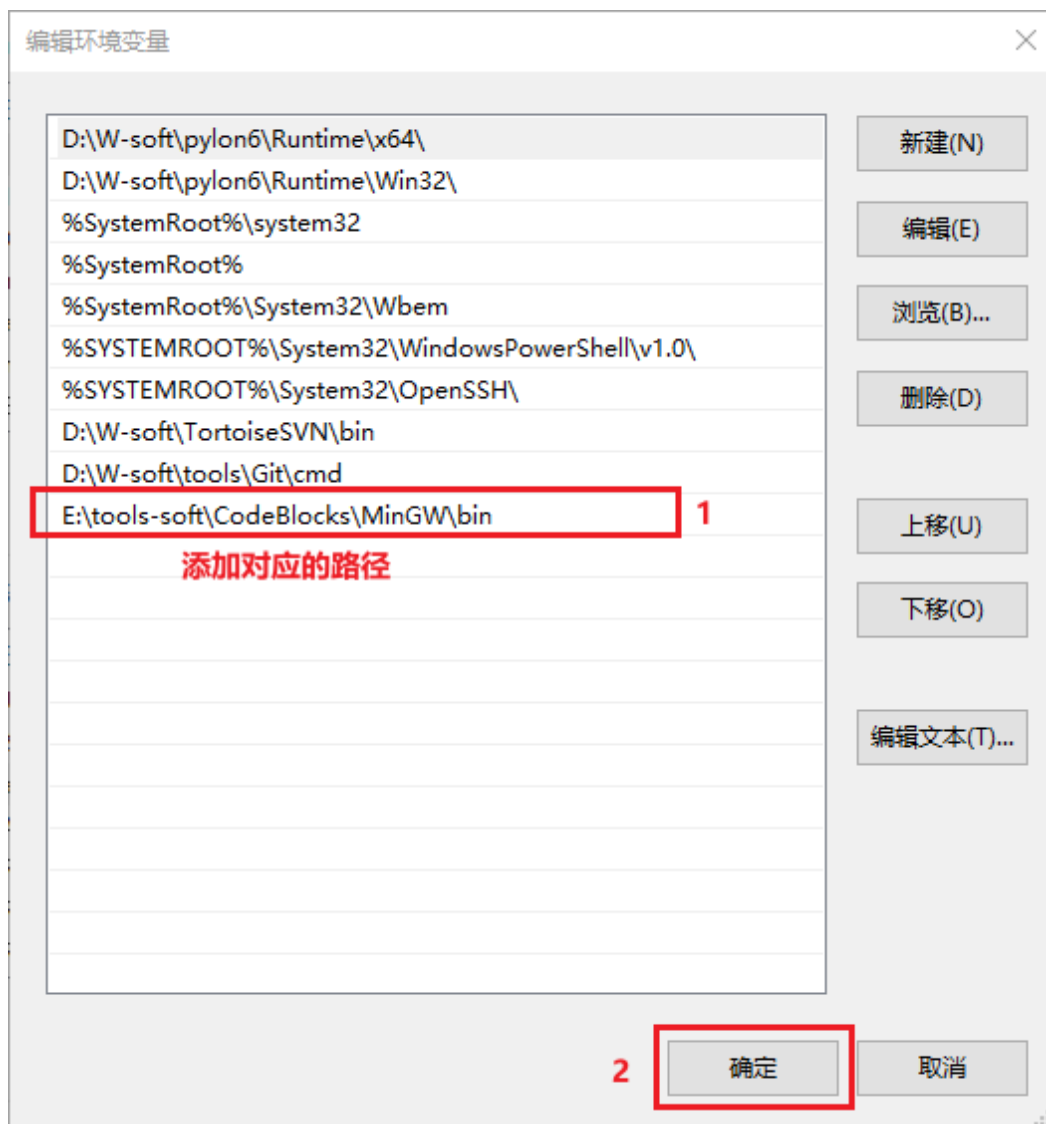 编辑环境变量
D:\W-soft\pylon6\Runtime\x64\
新建(N)
D:\W-soft\pylon6\Runtime\Win32\
%SystemRoot%\system32
编辑(E)
%SystemRoot%
%SystemRoot%\System32\Wbem
浏览(B)...
%SYSTEMROOT%\System32\WindowsPowerShell\v1.0\
%SYSTEMROOT%\System32\OpenSSH\
删除(D)
D:\W-soft\TortoiseSVN\bin
D:\W-soft\tools\Git\cmd
E:\tools-soft\CodeBlocks\MinGW\bin
1
上移(U)
添加对应的路径
下移(O)
编辑文本(T)...
2
确定
取消